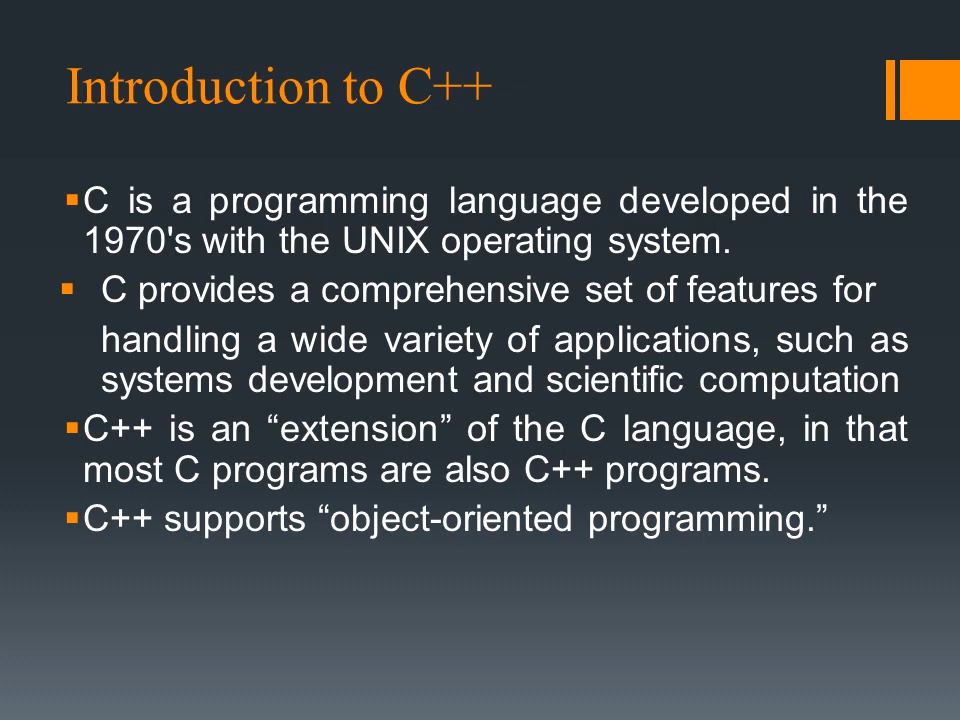 Introduction to C++
▪C is a programming language developed in the
1970's with the UNIX operating system.
▪ C provides a comprehensive set of features for
handling a wide variety of applications, such as
systems development and scientific computation
▪C++ is an “extension” of the C language, in that
most C programs are also C++ programs.
▪C++ supports “object-oriented programming.”